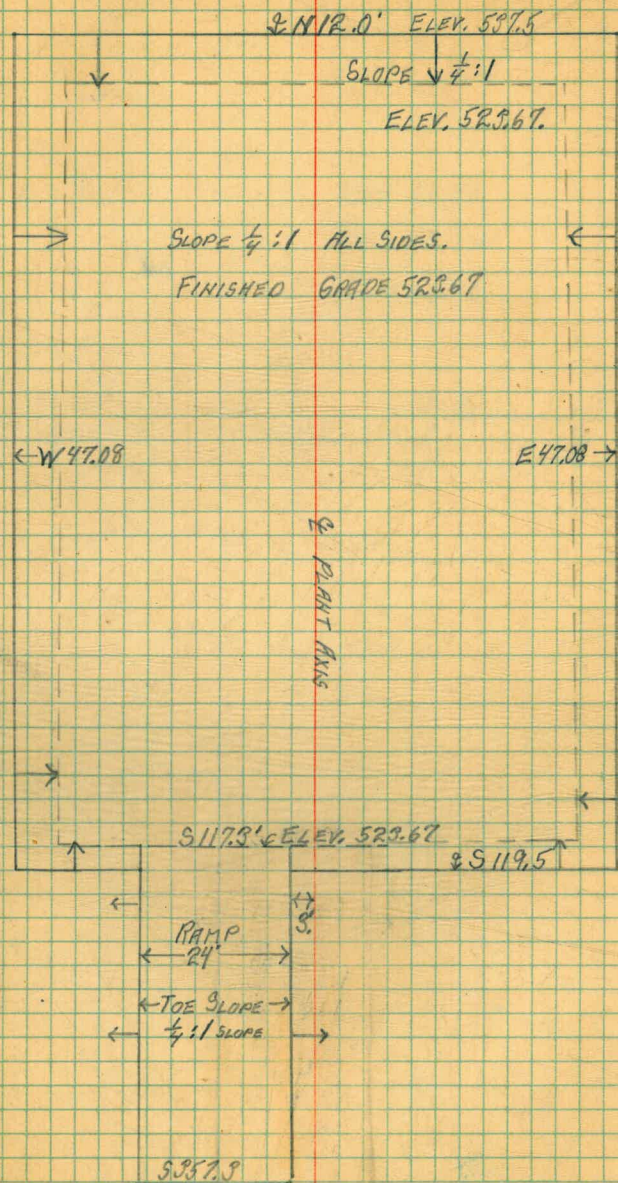 ℄ N 12.0' ELEV. 537.5
SLOPE ¼:1
ELEV. 523.67.
SLOPE ¼:1 ALL SIDES.
FINISHED GRADE 523.67
←W 47.08
E 47.08→
℄ PLANT AXIS
S117.3' ℄ ELEV. 523.67
℄ S 119.5
3'
RAMP
24'
←TOE SLOPE→
¼:1 SLOPE
S357.3